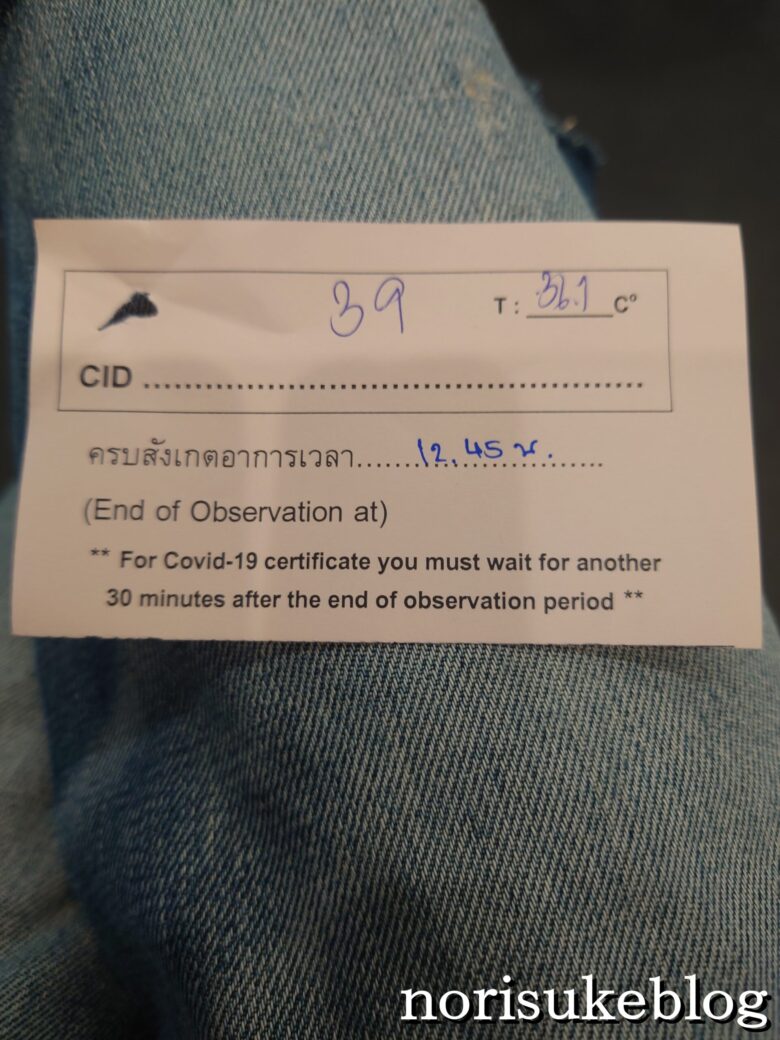 39 T : 36.1 C°
CID ........................................................
ครบสังเกตอาการเวลา.......12.45 น........
(End of Observation at)
** For Covid-19 certificate you must wait for another
30 minutes after the end of observation period **
norisukeblog